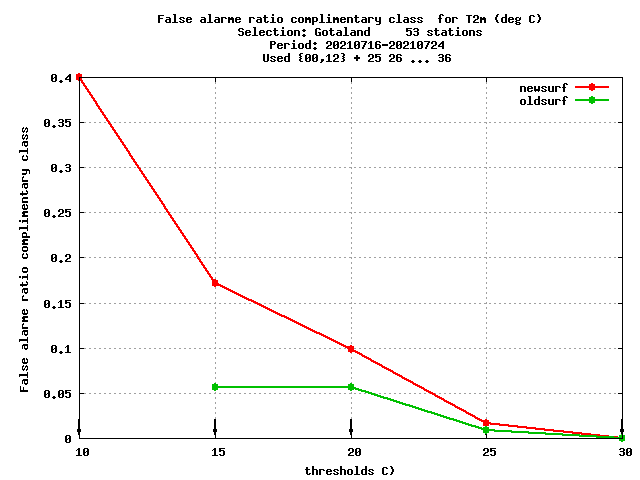 False alarme ratio complimentary class  for T2m (deg C)
Selection: Gotaland     53 stations
Period: 20210716-20210724
Used {00,12} + 25 26 ... 36
newsurf
oldsurf
False alarme ratio complimentary class
0.4
0.35
0.3
0.25
0.2
0.15
0.1
0.05
0
10 15 20 25 30
thresholds C)